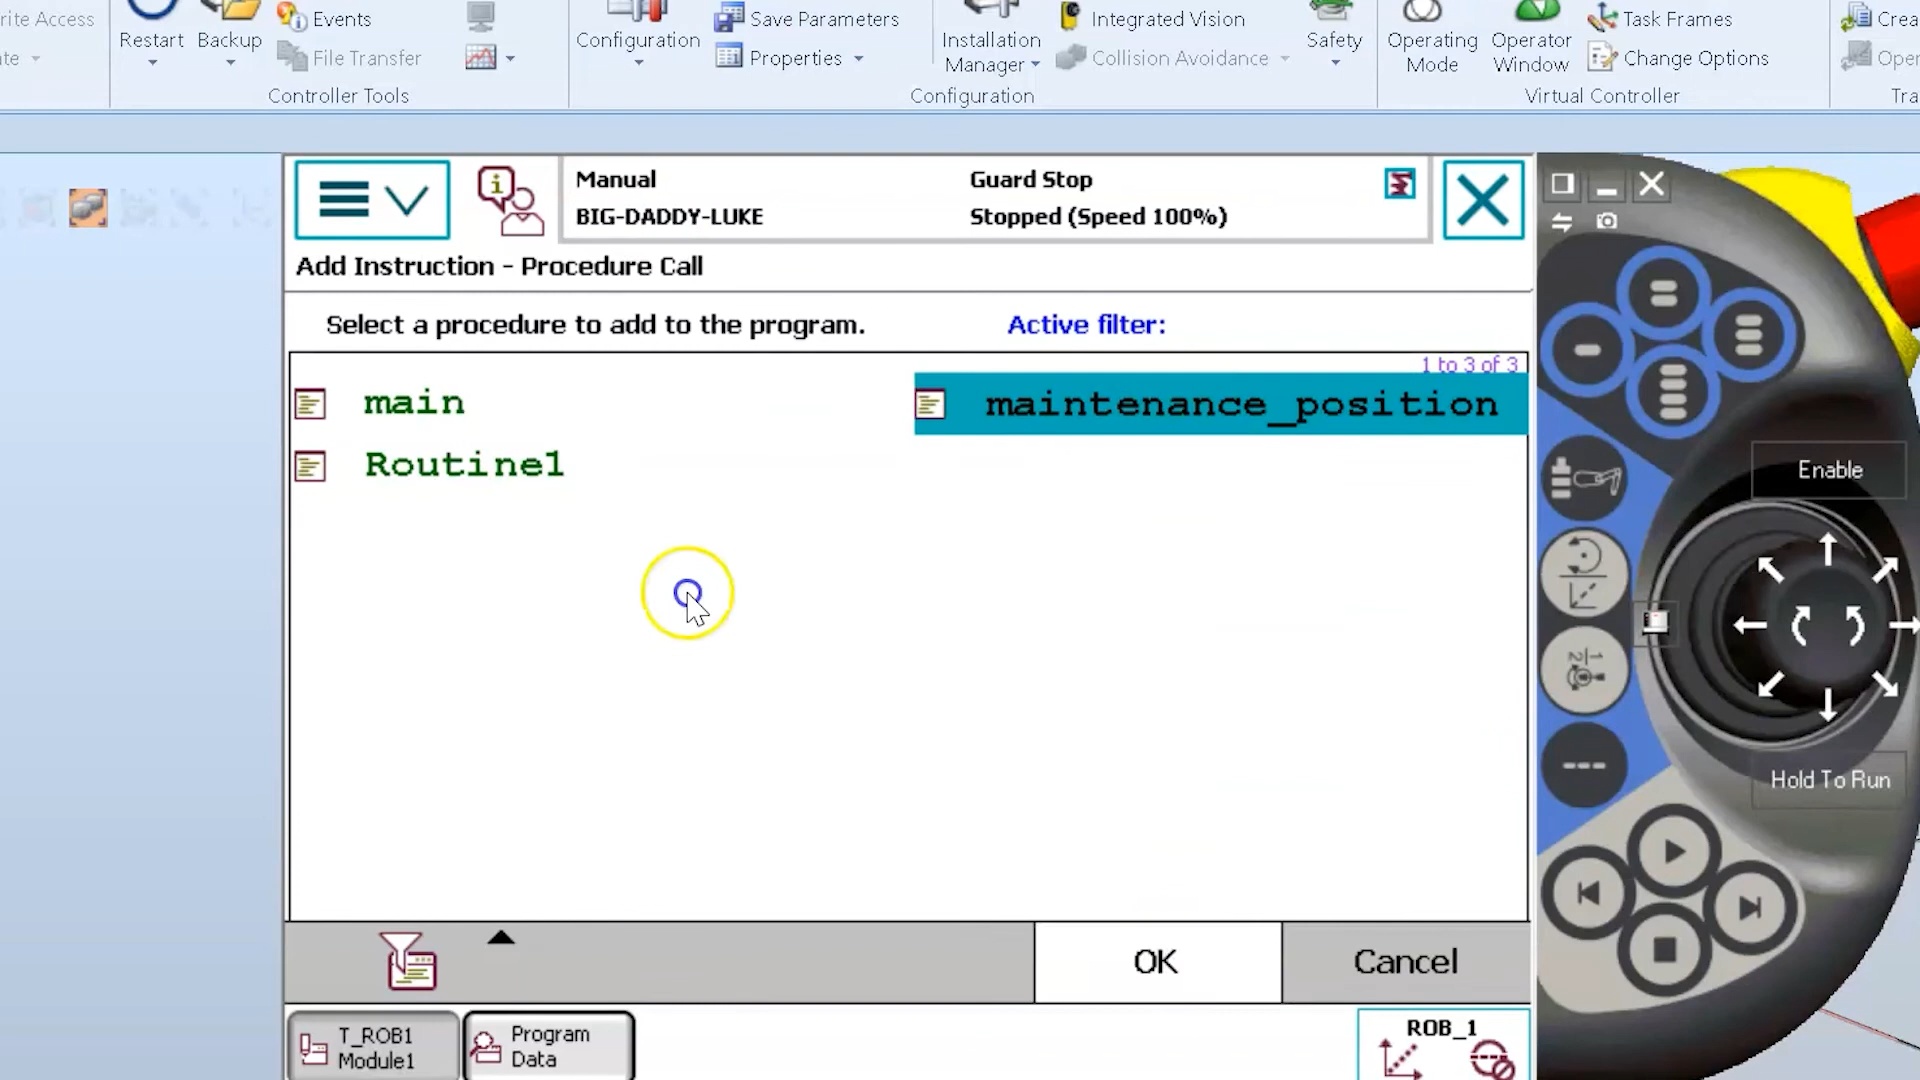 rite Access
te
Restart
Backup
Events
File Transfer
Controller Tools
Configuration
Save Parameters
Properties
Installation
Manager
Integrated Vision
Collision Avoidance
Configuration
Safety
Operating
Mode
Operator
Window
Task Frames
Change Options
Virtual Controller
Crea
Oper
Tra
Manual
BIG-DADDY-LUKE
Guard Stop
Stopped (Speed 100%)
Add Instruction - Procedure Call
Select a procedure to add to the program.
Active filter:
1 to 3 of 3
main
maintenance_position
Routine1
OK
Cancel
T_ROB1
Module1
Program
Data
ROB_1
Enable
Hold To Run